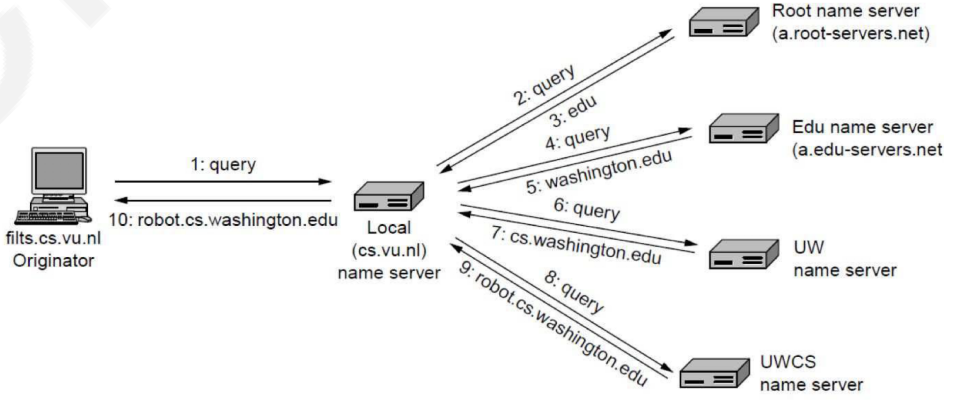 Root name server
(a.root-servers.net)
2: query
3: edu
4: query
5: washington.edu
Edu name server
(a.edu-servers.net
1: query
10: robot.cs.washington.edu
filts.cs.vu.nl
Originator
Local
(cs.vu.nl)
name server
6: query
7: cs.washington.edu
UW
name server
8: query
9: robot.cs.washington.edu
UWCS
name server